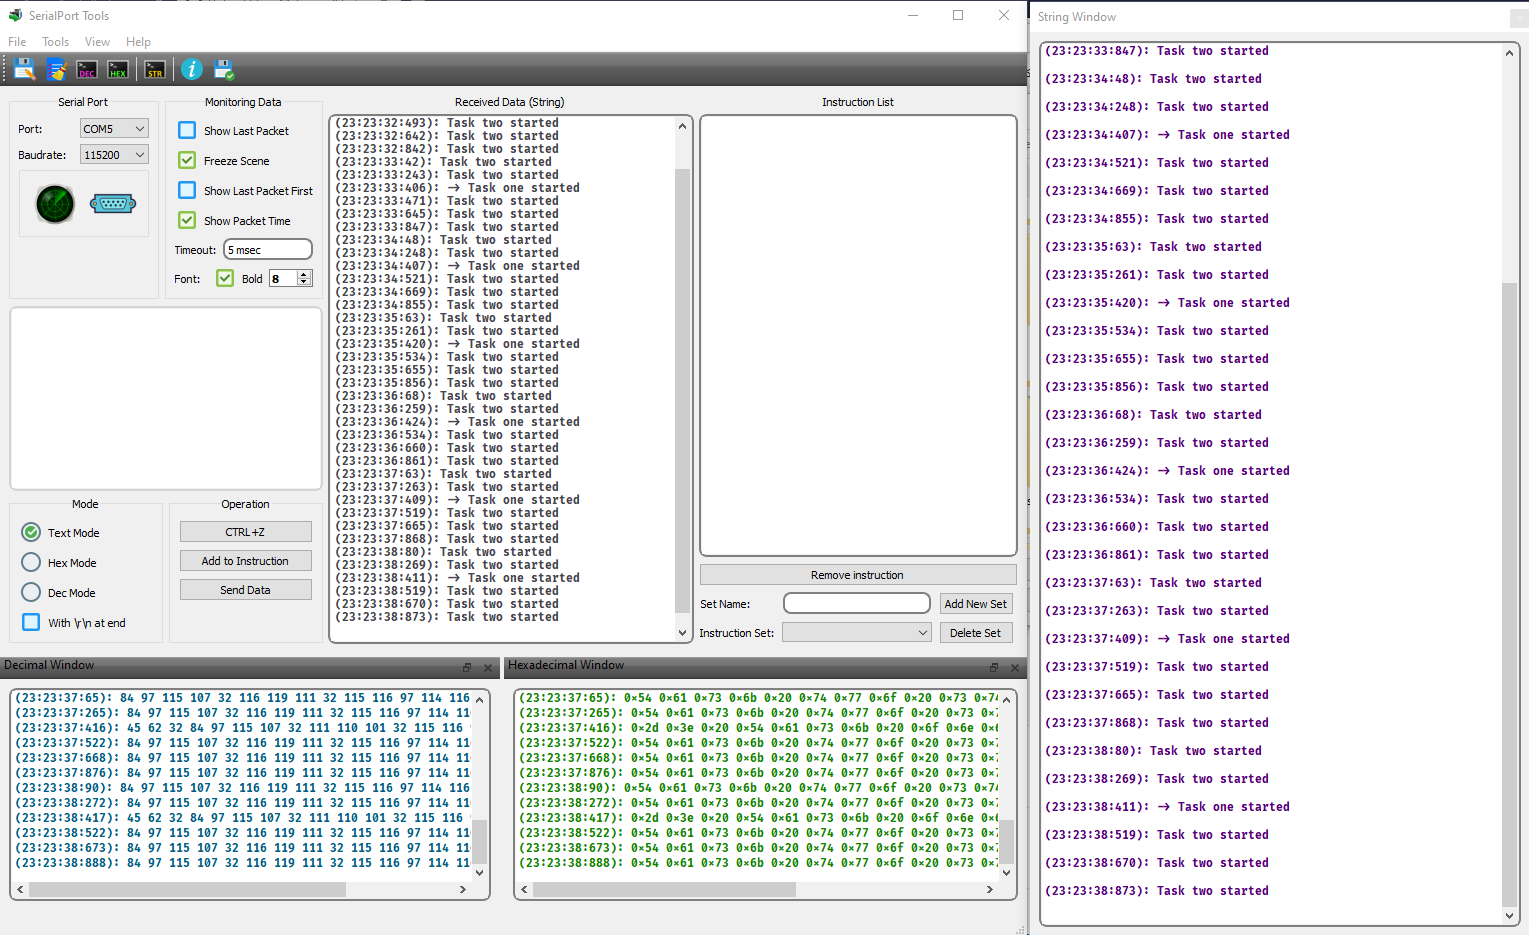 SerialPort Tools
File Tools View Help
DEC HEX STR
Serial Port
Port: COM5
Baudrate: 115200
Monitoring Data
Show Last Packet
Freeze Scene
Show Last Packet First
Show Packet Time
Timeout: 5 msec
Font: Bold 8
Mode
Text Mode
Hex Mode
Dec Mode
With \r\n at end
Operation
CTRL+Z
Add to Instruction
Send Data
Received Data (String)
(23:23:32:493): Task two started
(23:23:32:642): Task two started
(23:23:32:842): Task two started
(23:23:33:42): Task two started
(23:23:33:243): Task two started
(23:23:33:406): -> Task one started
(23:23:33:471): Task two started
(23:23:33:645): Task two started
(23:23:33:847): Task two started
(23:23:34:48): Task two started
(23:23:34:248): Task two started
(23:23:34:407): -> Task one started
(23:23:34:521): Task two started
(23:23:34:669): Task two started
(23:23:34:855): Task two started
(23:23:35:63): Task two started
(23:23:35:261): Task two started
(23:23:35:420): -> Task one started
(23:23:35:534): Task two started
(23:23:35:655): Task two started
(23:23:35:856): Task two started
(23:23:36:68): Task two started
(23:23:36:259): Task two started
(23:23:36:424): -> Task one started
(23:23:36:534): Task two started
(23:23:36:660): Task two started
(23:23:36:861): Task two started
(23:23:37:63): Task two started
(23:23:37:263): Task two started
(23:23:37:409): -> Task one started
(23:23:37:519): Task two started
(23:23:37:665): Task two started
(23:23:37:868): Task two started
(23:23:38:80): Task two started
(23:23:38:269): Task two started
(23:23:38:411): -> Task one started
(23:23:38:519): Task two started
(23:23:38:670): Task two started
(23:23:38:873): Task two started
Instruction List
Remove instruction
Set Name: Add New Set
Instruction Set: Delete Set
Decimal Window
(23:23:37:65): 84 97 115 107 32 116 119 111 32 115 116 97 114 116
(23:23:37:265): 84 97 115 107 32 116 119 111 32 115 116 97 114
(23:23:37:416): 45 62 32 84 97 115 107 32 111 110 101 32 115 116
(23:23:37:522): 84 97 115 107 32 116 119 111 32 115 116 97 114
(23:23:37:668): 84 97 115 107 32 116 119 111 32 115 116 97 114
(23:23:37:876): 84 97 115 107 32 116 119 111 32 115 116 97 114
(23:23:38:90): 84 97 115 107 32 116 119 111 32 115 116 97 114 116
(23:23:38:272): 84 97 115 107 32 116 119 111 32 115 116 97 114
(23:23:38:417): 45 62 32 84 97 115 107 32 111 110 101 32 115 116
(23:23:38:522): 84 97 115 107 32 116 119 111 32 115 116 97 114
(23:23:38:673): 84 97 115 107 32 116 119 111 32 115 116 97 114
(23:23:38:888): 84 97 115 107 32 116 119 111 32 115 116 97 114
Hexadecimal Window
(23:23:37:65): 0x54 0x61 0x73 0x6b 0x20 0x74 0x77 0x6f 0x20 0x73 0x74
(23:23:37:265): 0x54 0x61 0x73 0x6b 0x20 0x74 0x77 0x6f 0x20 0x73
(23:23:37:416): 0x2d 0x3e 0x20 0x54 0x61 0x73 0x6b 0x20 0x6f 0x6e
(23:23:37:522): 0x54 0x61 0x73 0x6b 0x20 0x74 0x77 0x6f 0x20 0x73
(23:23:37:668): 0x54 0x61 0x73 0x6b 0x20 0x74 0x77 0x6f 0x20 0x73
(23:23:37:876): 0x54 0x61 0x73 0x6b 0x20 0x74 0x77 0x6f 0x20 0x73
(23:23:38:90): 0x54 0x61 0x73 0x6b 0x20 0x74 0x77 0x6f 0x20 0x73 0x74
(23:23:38:272): 0x54 0x61 0x73 0x6b 0x20 0x74 0x77 0x6f 0x20 0x73
(23:23:38:417): 0x2d 0x3e 0x20 0x54 0x61 0x73 0x6b 0x20 0x6f 0x6e
(23:23:38:522): 0x54 0x61 0x73 0x6b 0x20 0x74 0x77 0x6f 0x20 0x73
(23:23:38:673): 0x54 0x61 0x73 0x6b 0x20 0x74 0x77 0x6f 0x20 0x73
(23:23:38:888): 0x54 0x61 0x73 0x6b 0x20 0x74 0x77 0x6f 0x20 0x73
String Window
(23:23:33:847): Task two started
(23:23:34:48): Task two started
(23:23:34:248): Task two started
(23:23:34:407): -> Task one started
(23:23:34:521): Task two started
(23:23:34:669): Task two started
(23:23:34:855): Task two started
(23:23:35:63): Task two started
(23:23:35:261): Task two started
(23:23:35:420): -> Task one started
(23:23:35:534): Task two started
(23:23:35:655): Task two started
(23:23:35:856): Task two started
(23:23:36:68): Task two started
(23:23:36:259): Task two started
(23:23:36:424): -> Task one started
(23:23:36:534): Task two started
(23:23:36:660): Task two started
(23:23:36:861): Task two started
(23:23:37:63): Task two started
(23:23:37:263): Task two started
(23:23:37:409): -> Task one started
(23:23:37:519): Task two started
(23:23:37:665): Task two started
(23:23:37:868): Task two started
(23:23:38:80): Task two started
(23:23:38:269): Task two started
(23:23:38:411): -> Task one started
(23:23:38:519): Task two started
(23:23:38:670): Task two started
(23:23:38:873): Task two started